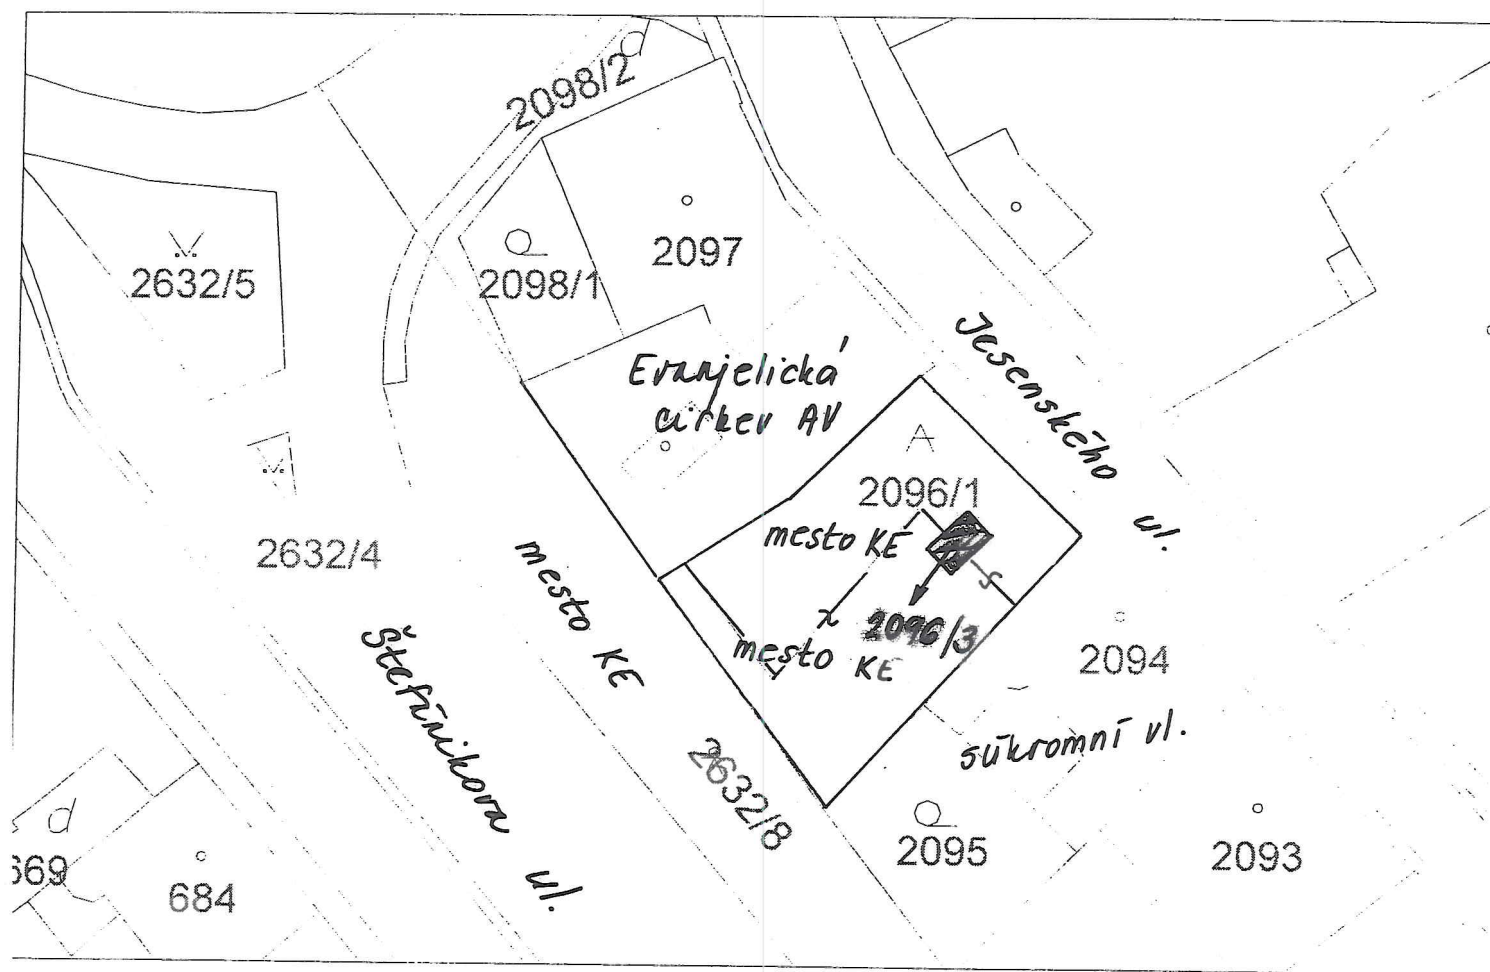 2098/2
2632/5
2098/1
2097
Evanjelická
cirkev AV
Jesenského ul.
2096/1
mesto KE
2632/4
mesto KE
2096/3
mesto KE
2094
Štefánikova ul.
súkromní vl.
2632/8
2095
2093
669
684